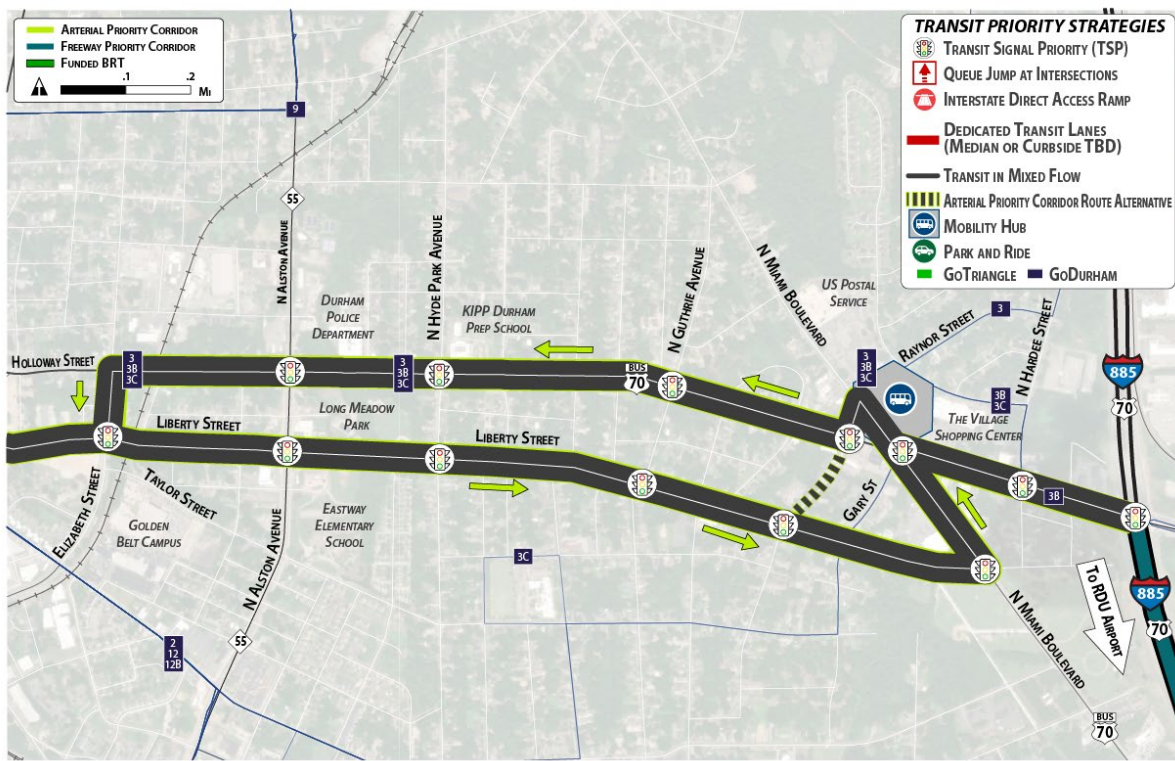 ARTERIAL PRIORITY CORRIDOR
FREEWAY PRIORITY CORRIDOR
FUNDED BRT
.1 .2
MI
TRANSIT PRIORITY STRATEGIES
TRANSIT SIGNAL PRIORITY (TSP)
QUEUE JUMP AT INTERSECTIONS
INTERSTATE DIRECT ACCESS RAMP
DEDICATED TRANSIT LANES
(MEDIAN OR CURBSIDE TBD)
TRANSIT IN MIXED FLOW
ARTERIAL PRIORITY CORRIDOR ROUTE ALTERNATIVE
MOBILITY HUB
PARK AND RIDE
GOTRIANGLE GODURHAM
9
55
N ALSTON AVENUE
N HYDE PARK AVENUE
DURHAM
POLICE
DEPARTMENT
KIPP DURHAM
PREP SCHOOL
N GUTHRIE AVENUE
N MIAMI BOULEVARD
US POSTAL
SERVICE
RAYNOR STREET
3
N HARDEE STREET
885
70
HOLLOWAY STREET
3
3B
3C
3
3B
3C
BUS
70
3
3B
3C
3B
3C
THE VILLAGE
SHOPPING CENTER
LIBERTY STREET
LONG MEADOW
PARK
LIBERTY STREET
3B
GARY ST
ELIZABETH STREET
TAYLOR STREET
GOLDEN
BELT CAMPUS
N ALSTON AVENUE
EASTWAY
ELEMENTARY
SCHOOL
3C
885
70
TO RDU AIRPORT
N MIAMI BOULEVARD
2
12
12B
55
BUS
70